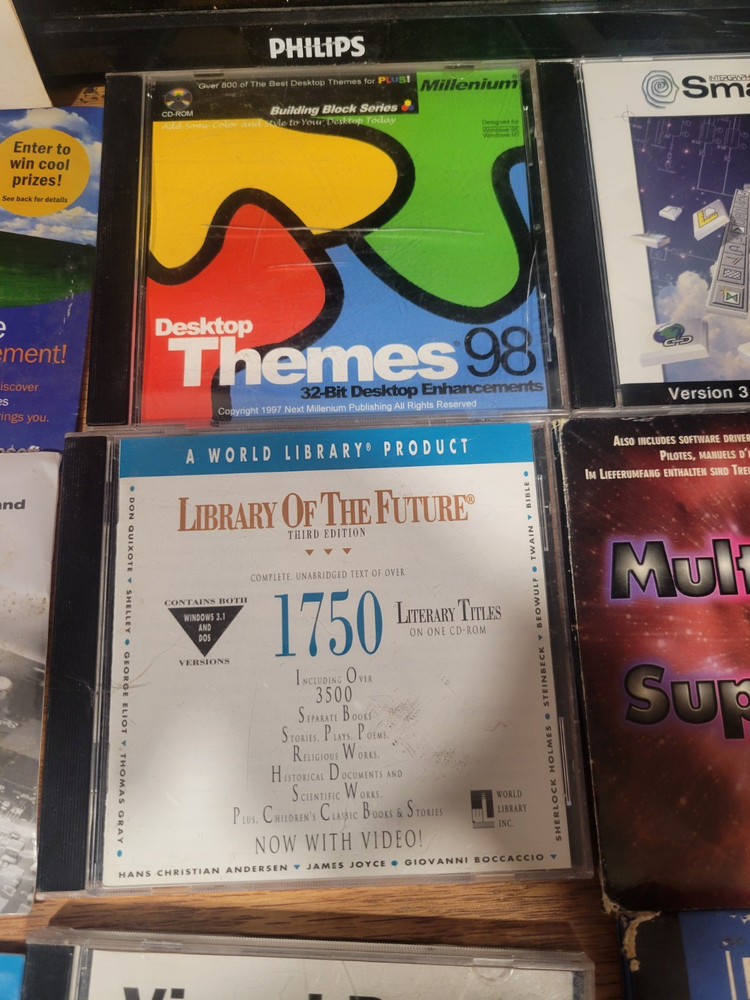 PHILIPS
Enter to
win cool
prizes!
See back for details
ement!
iscover
es
rings you.
Over 800 of The Best Desktop Themes for PLUS!
Millenium
CD-ROM
Building Block Series
Add Some Color and Style to Your Desktop Today
Designed for
Windows 95
Desktop
Themes® 98
32-Bit Desktop Enhancements
Copyright 1997 Next Millenium Publishing All Rights Reserved
INTERGRAPH
Sma
Version 3
nd
A WORLD LIBRARY® PRODUCT
LIBRARY OF THE FUTURE®
THIRD EDITION
COMPLETE, UNABRIDGED TEXT OF OVER
CONTAINS BOTH
WINDOWS 3.1
AND
DOS
VERSIONS
1750
LITERARY TITLES
ON ONE CD-ROM
INCLUDING OVER
3500
SEPARATE BOOKS
STORIES, PLAYS, POEMS,
RELIGIOUS WORKS,
HISTORICAL DOCUMENTS AND
SCIENTIFIC WORKS,
PLUS, CHILDREN'S CLASSIC BOOKS & STORIES
NOW WITH VIDEO!
WORLD
LIBRARY
INC.
DON QUIXOTE ▼ SHELLEY ● GEORGE ELIOT ▼ THOMAS GRAY ●
HANS CHRISTIAN ANDERSEN ▼ JAMES JOYCE ● GIOVANNI BOCCACCIO ▼
SHERLOCK HOLMES ● STEINBECK ▼ BEOWULF ● TWAIN ▼ BIBLE ●
ALSO INCLUDES SOFTWARE DRIVER
PILOTES, MANUELS D'
IM LIEFERUMFANG ENTHALTEN SIND TREI
Mult
Sup